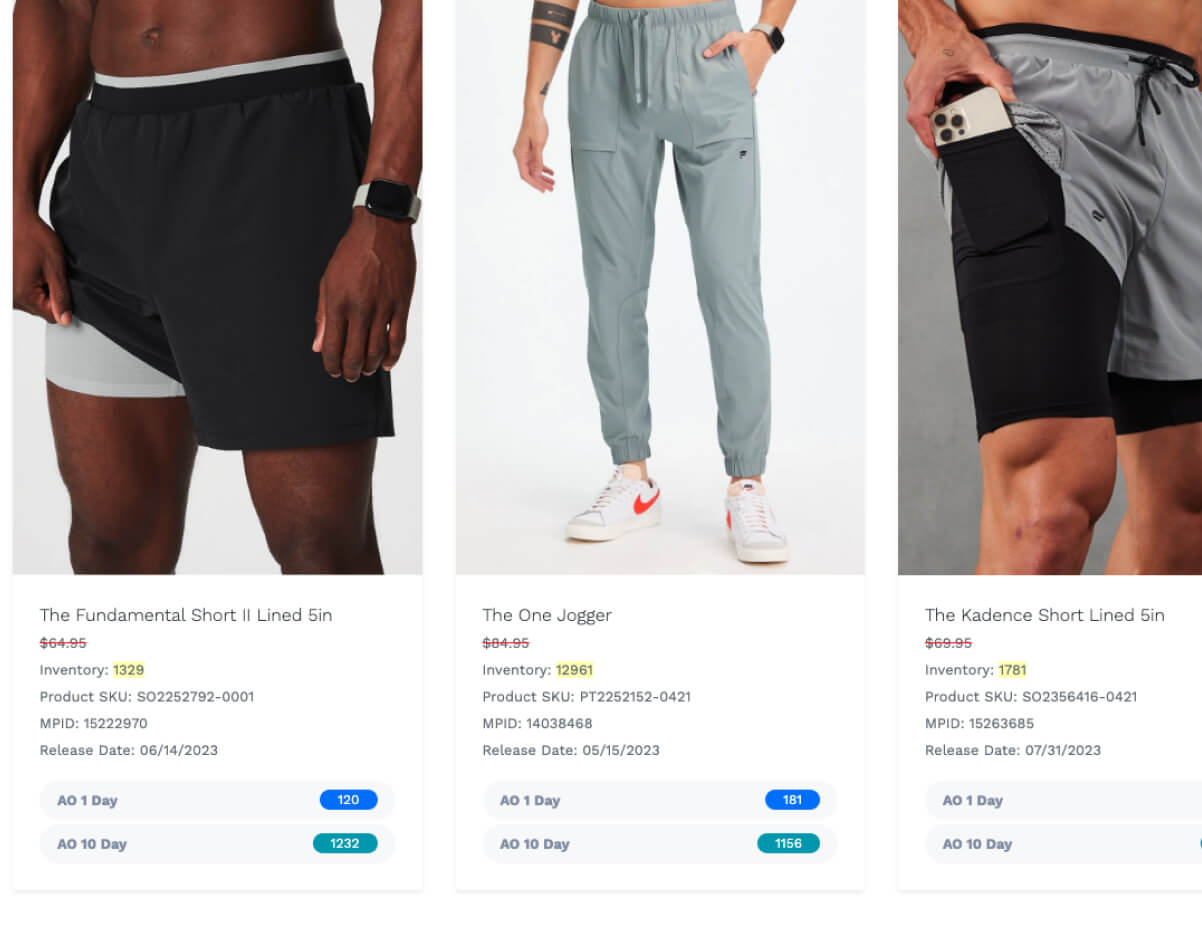 The Fundamental Short II Lined 5in
$64.95
Inventory: 1329
Product SKU: SO2252792-0001
MPID: 15222970
Release Date: 06/14/2023
AO 1 Day 120
AO 10 Day 1232
The One Jogger
$84.95
Inventory: 12961
Product SKU: PT2252152-0421
MPID: 14038468
Release Date: 05/15/2023
AO 1 Day 181
AO 10 Day 1156
The Kadence Short Lined 5in
$69.95
Inventory: 1781
Product SKU: SO2356416-0421
MPID: 15263685
Release Date: 07/31/2023
AO 1 Day
AO 10 Day